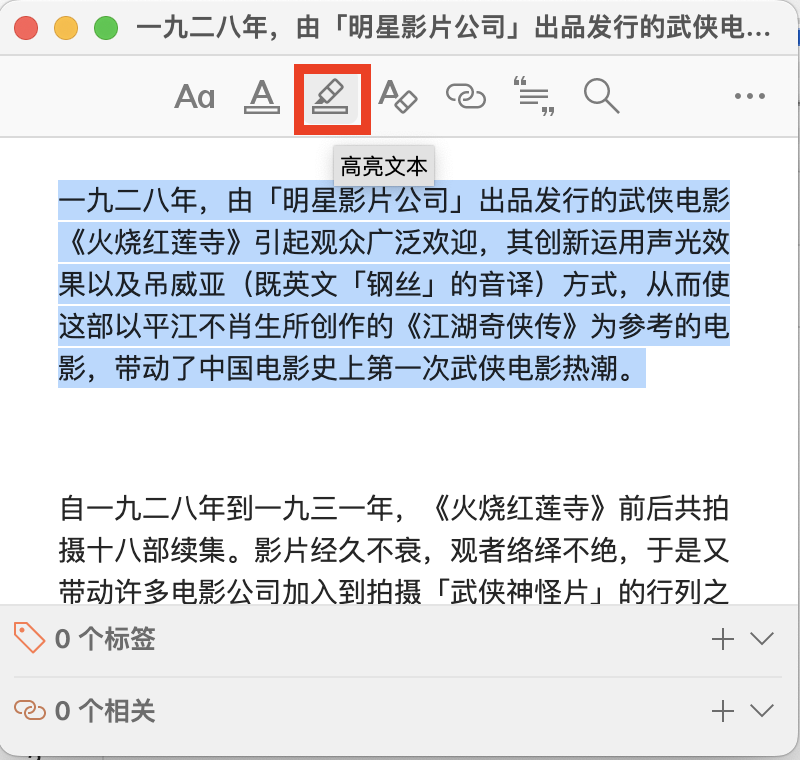 一九二八年，由「明星影片公司」出品发行的武侠电...
Aa
高亮文本
一九二八年，由「明星影片公司」出品发行的武侠电影
《火烧红莲寺》引起观众广泛欢迎，其创新运用声光效
果以及吊威亚（既英文「钢丝」的音译）方式，从而使
这部以平江不肖生所创作的《江湖奇侠传》为参考的电
影，带动了中国电影史上第一次武侠电影热潮。
自一九二八年到一九三一年，《火烧红莲寺》前后共拍
摄十八部续集。影片经久不衰，观者络绎不绝，于是又
带动许多电影公司加入到拍摄「武侠神怪片」的行列之
0 个标签
0 个相关